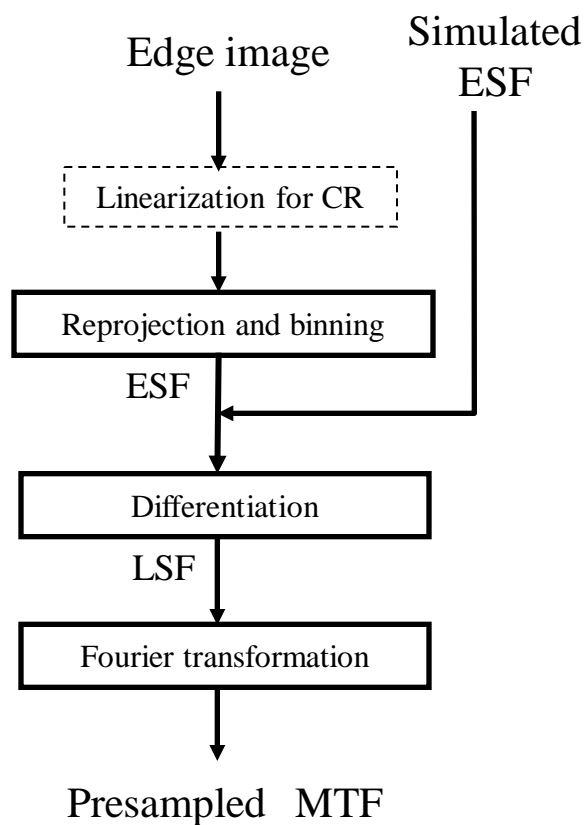 Edge image
Simulated
ESF
Linearization for CR
Reprojection and binning
ESF
Differentiation
LSF
Fourier transformation
Presampled MTF